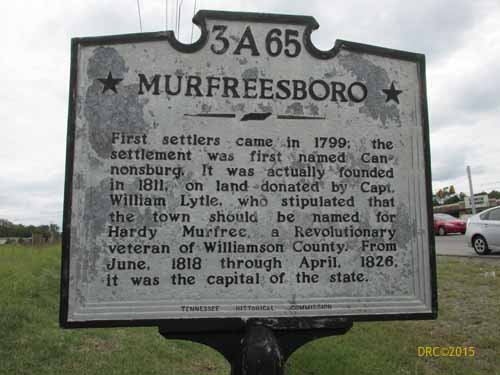 3A65
MURFREESBORO
First settlers came in 1799; the
settlement was first named Can-
nonsburg. It was actually founded
in 1811, on land donated by Capt.
William Lytle, who stipulated that
the town should be named for
Hardy Murfree, a Revolutionary
veteran of Williamson County. From
June, 1818 through April, 1826,
it was the capital of the state.
TENNESSEE HISTORICAL COMMISSION
DRC©2015